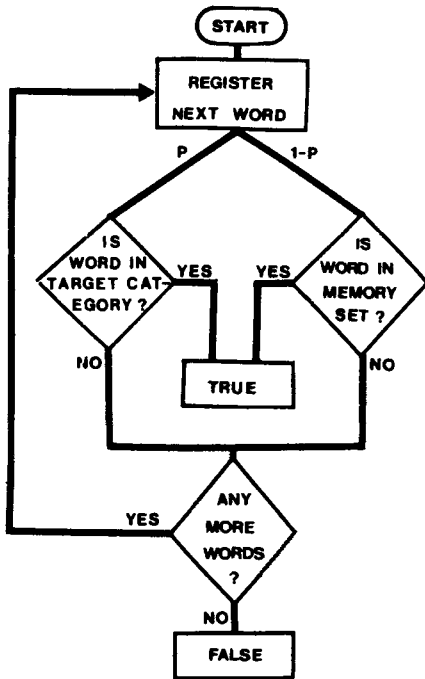 START
REGISTER
NEXT WORD
P
1-P
IS
WORD IN
TARGET CAT-
EGORY ?
YES
NO
IS
WORD IN
MEMORY
SET ?
YES
NO
TRUE
ANY
MORE
WORDS
?
YES
NO
FALSE